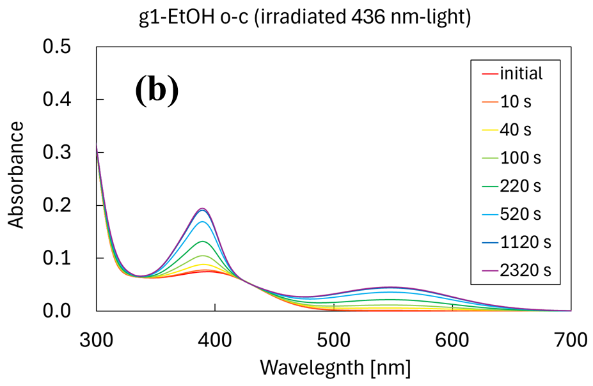 g1-EtOH o-c (irradiated 436 nm-light)
0.5
0.4
0.3
0.2
0.1
0.0
Absorbance
(b)
initial
10 s
40 s
100 s
220 s
520 s
1120 s
2320 s
300 400 500 600 700
Wavelegnth [nm]